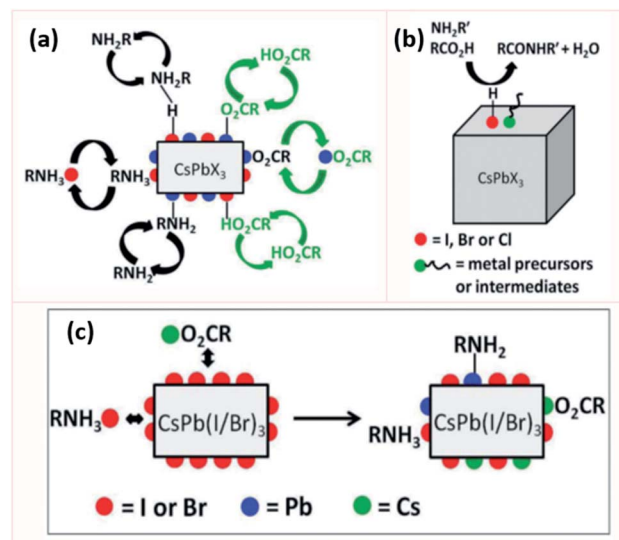 (a)
NH₂R
NH₂R
H
HO₂CR
O₂CR
RNH₃
RNH₃
CsPbX₃
O₂CR
O₂CR
RNH₂
RNH₂
HO₂CR
HO₂CR
(b)
NH₂R'
RCO₂H
RCONHR' + H₂O
H
CsPbX₃
= I, Br or Cl
= metal precursors
or intermediates
(c)
O₂CR
RNH₃
CsPb(I/Br)₃
RNH₂
O₂CR
RNH₃
CsPb(I/Br)₃
= I or Br
= Pb
= Cs